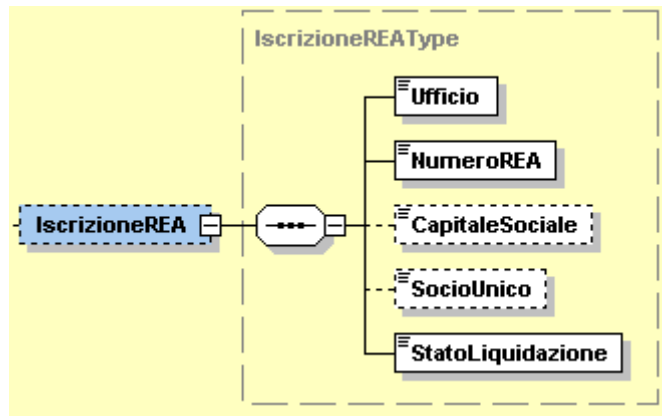 IscrizioneREAType
Ufficio
NumeroREA
IscrizioneREA
CapitaleSociale
SocioUnico
StatoLiquidazione